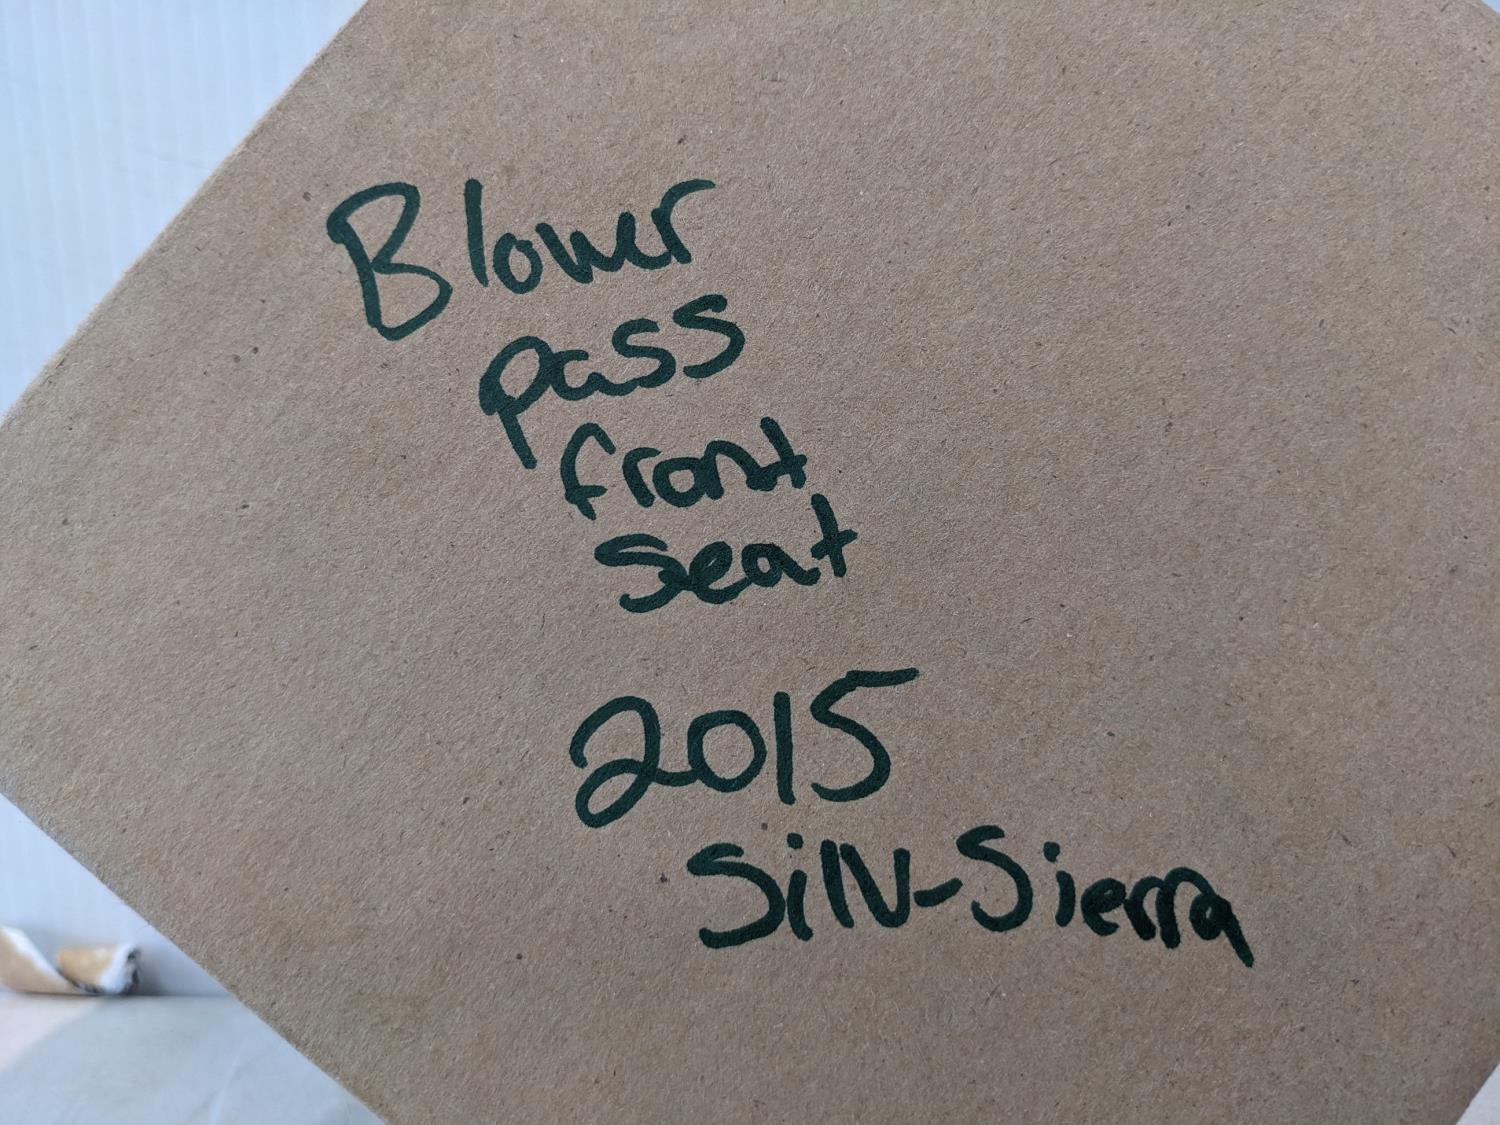 Blower
pass
front
seat
2015
Silv-Sierra